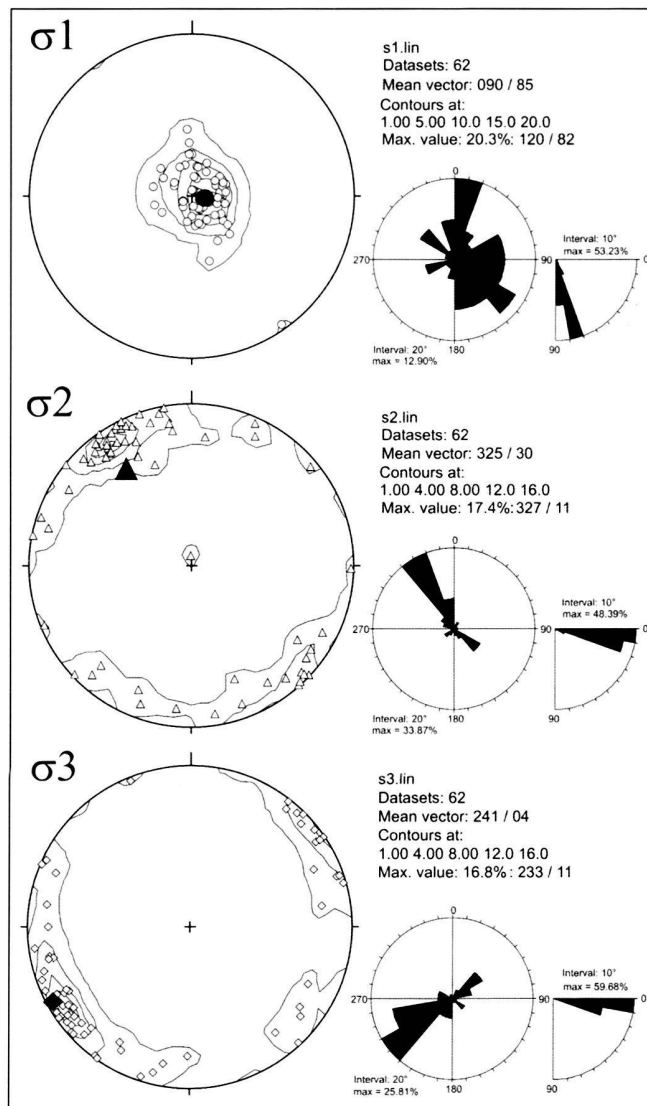 σ1
s1.lin
Datasets: 62
Mean vector: 090 / 85
Contours at:
1.00 5.00 10.0 15.0 20.0
Max. value: 20.3%: 120 / 82
0
270
90
180
Interval: 20°
max = 12.90%
Interval: 10°
max = 53.23%
0
90
σ2
s2.lin
Datasets: 62
Mean vector: 325 / 30
Contours at:
1.00 4.00 8.00 12.0 16.0
Max. value: 17.4%: 327 / 11
0
270
90
180
Interval: 20°
max = 33.87%
Interval: 10°
max = 48.39%
0
90
σ3
s3.lin
Datasets: 62
Mean vector: 241 / 04
Contours at:
1.00 4.00 8.00 12.0 16.0
Max. value: 16.8% : 233 / 11
0
270
90
180
Interval: 20°
max = 25.81%
Interval: 10°
max = 59.68%
0
90